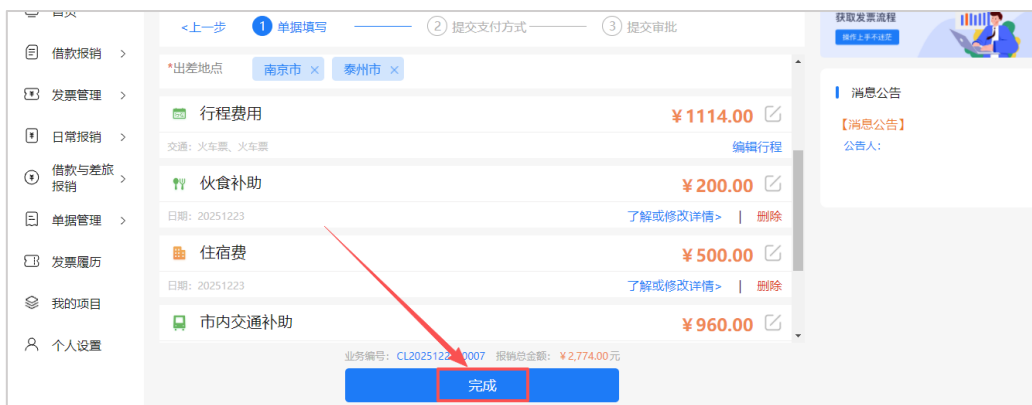 首页
借款报销 >
发票管理 >
日常报销 >
借款与差旅
报销 >
单据管理 >
发票履历
我的项目
个人设置
<上一步 1 单据填写 2 提交支付方式 3 提交审批
*出差地点 南京市 × 泰州市 ×
行程费用 ¥1114.00
交通: 火车票、火车票 编辑行程
伙食补助 ¥200.00
日期: 20251223 了解或修改详情> | 删除
住宿费 ¥500.00
日期: 20251223 了解或修改详情> | 删除
市内交通补助 ¥960.00
业务编号: 报销总金额: ¥2,774.00元
完成
获取发票流程
操作上手不迷茫
消息公告
【消息公告】
公告人: